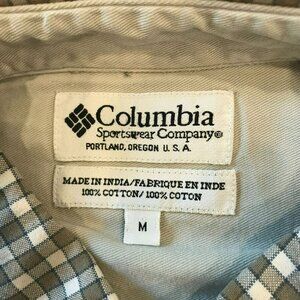 Columbia
Sportswear Company®
PORTLAND, OREGON U.S.A.
MADE IN INDIA/FABRIQUE EN INDE
100% COTTON/100% COTON
M